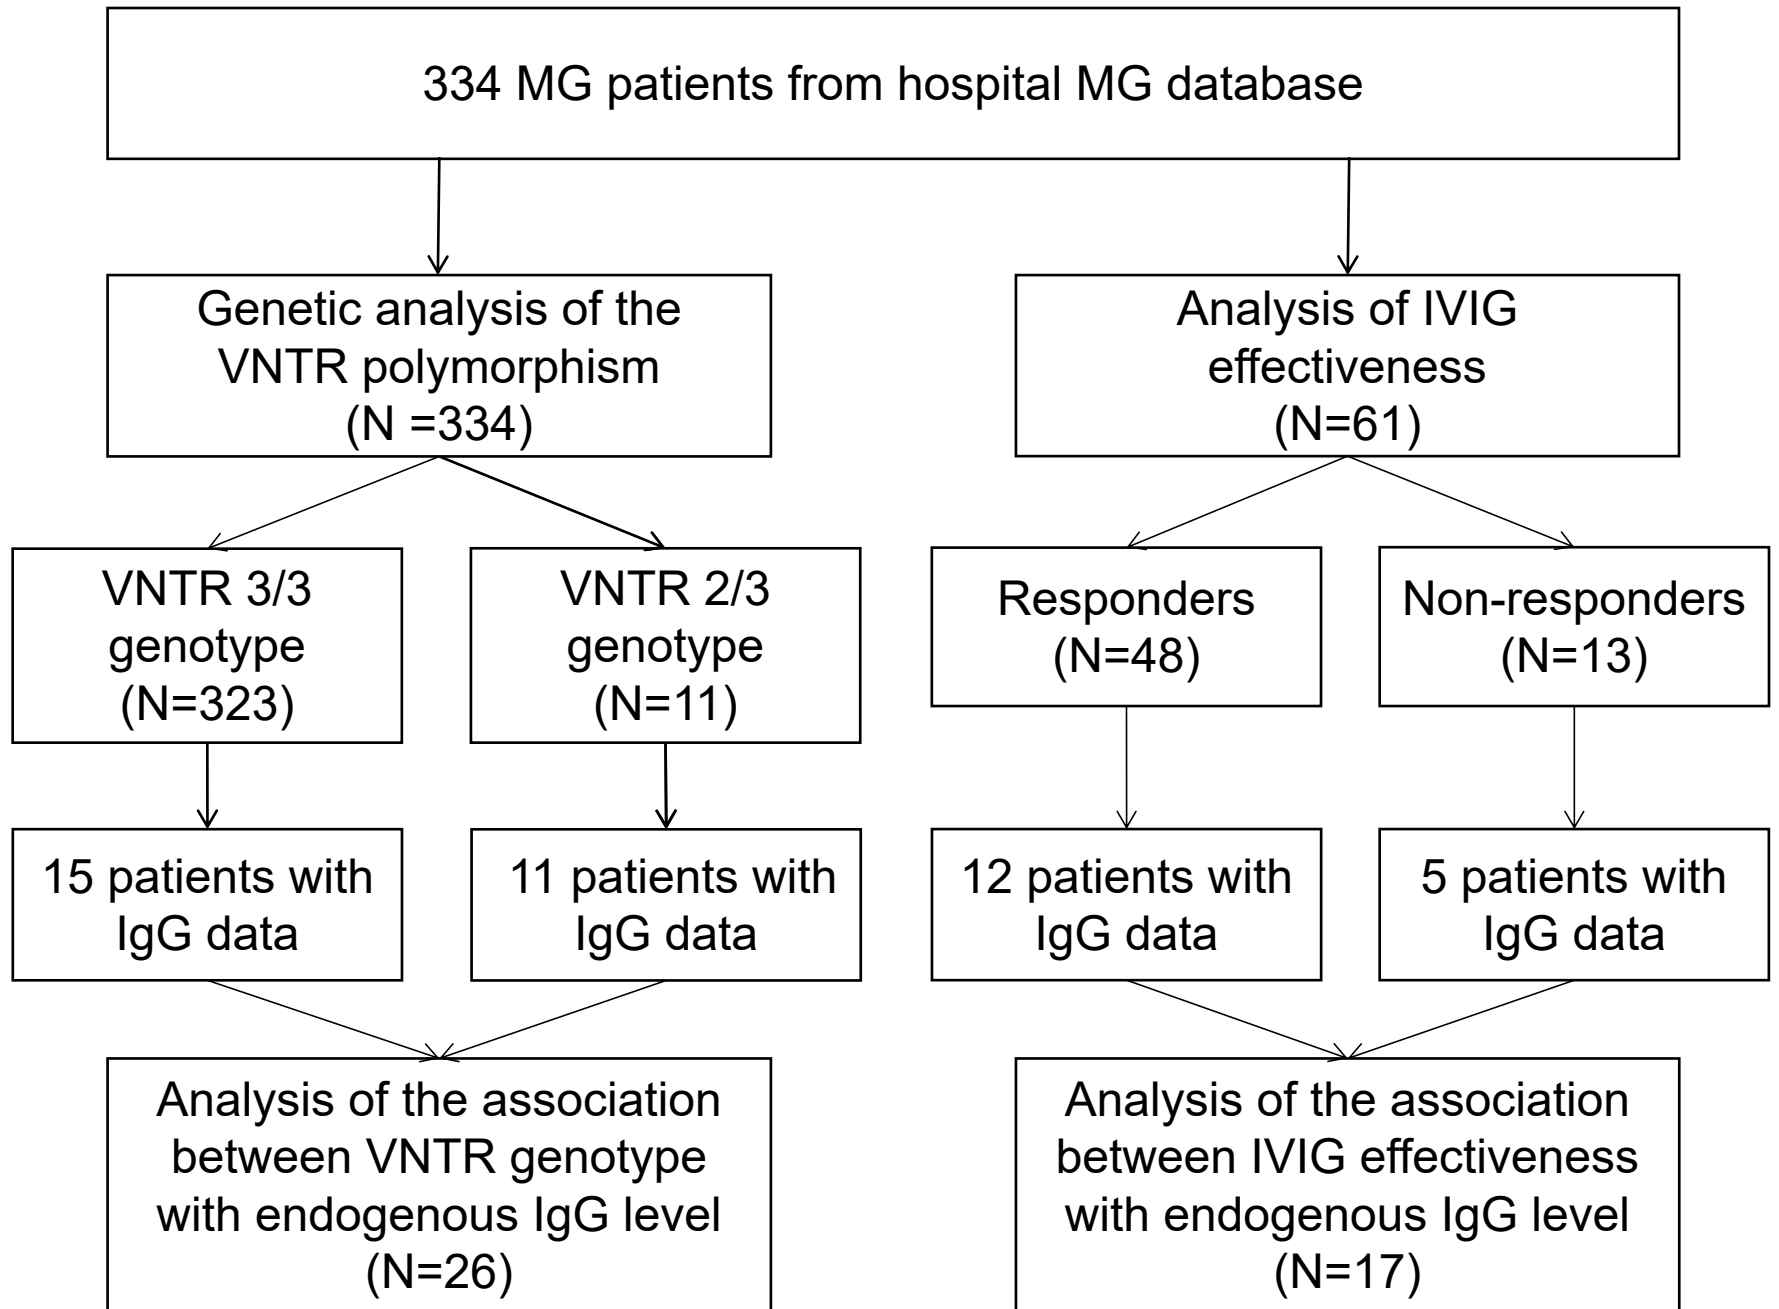 334 MG patients from hospital MG database
Genetic analysis of the
VNTR polymorphism
(N =334)
Analysis of IVIG
effectiveness
(N=61)
VNTR 3/3
genotype
(N=323)
VNTR 2/3
genotype
(N=11)
Responders
(N=48)
Non-responders
(N=13)
15 patients with
IgG data
11 patients with
IgG data
12 patients with
IgG data
5 patients with
IgG data
Analysis of the association
between VNTR genotype
with endogenous IgG level
(N=26)
Analysis of the association
between IVIG effectiveness
with endogenous IgG level
(N=17)